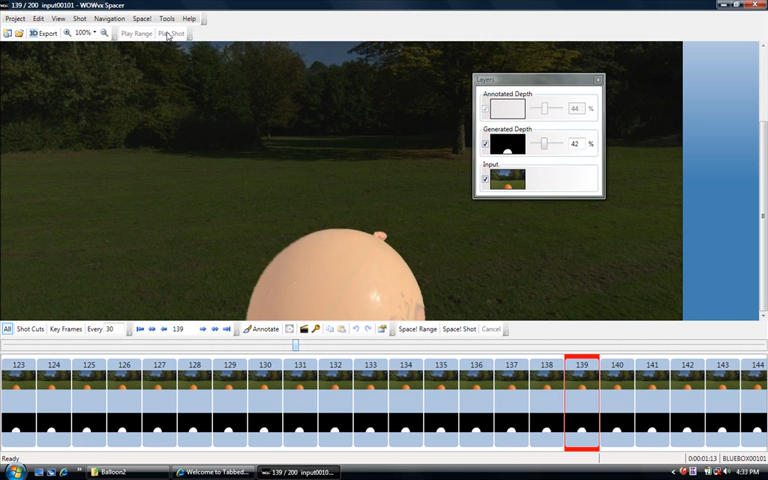 139 / 200 input00101 - WOWvx Spacer
Project Edit View Shot Navigation Space! Tools Help
3D Export 100% Play Range Play Shot
Layers
Annotated Depth
44 %
Generated Depth
42 %
Input
All Shot Cuts Key Frames Every 30 139 Annotate Space! Range Space! Shot Cancel
123 124 125 126 127 128 129 130 131 132 133 134 135 136 137 138 139 140 141 142 143 144
Ready 0:00:01:13 BLUEBOX00101
Balloon2 Welcome to Tabbed... 139 / 200 input0010... 4:33 PM